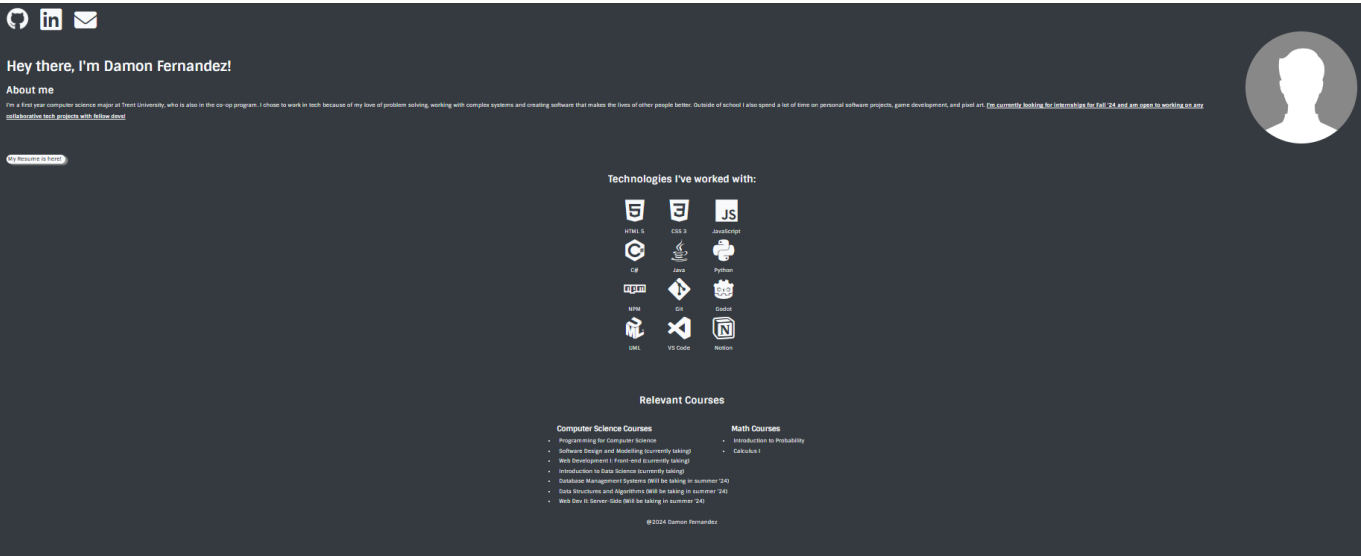 in
Hey there, I'm Damon Fernandez!
About me
I'm a first year computer science major at Trent University, who is also in the co-op program. I chose to work in tech because of my love of problem solving, working with complex systems and creating software that makes the lives of other people better. Outside of school I also spend a lot of time on personal software projects, game development, and pixel art. I'm currently looking for internships for Fall '24 and am open to working on any
collaborative tech projects with fellow devs!
My Resume is here!
Technologies I've worked with:
5 3 JS
HTML 5 CSS 3 JavaScript
C#
C# Java Python
npm
NPM Git Godot
UML N
UML VS Code Notion
Relevant Courses
Computer Science Courses Math Courses
• Programming for Computer Science • Introduction to Probability
• Software Design and Modelling (currently taking) • Calculus I
• Web Development I: Front-end (currently taking)
• Introduction to Data Science (currently taking)
• Database Management Systems (Will be taking in summer '24)
• Data Structures and Algorithms (Will be taking in summer '24)
• Web Dev II: Server-Side (Will be taking in summer '24)
@2024 Damon Fernandez